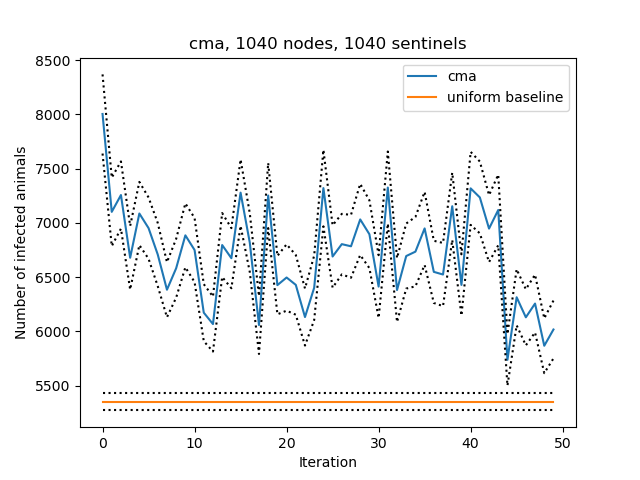 cma, 1040 nodes, 1040 sentinels
cma
uniform baseline
8500
8000
7500
7000
6500
6000
5500
Number of infected animals
0
10
20
30
40
50
Iteration